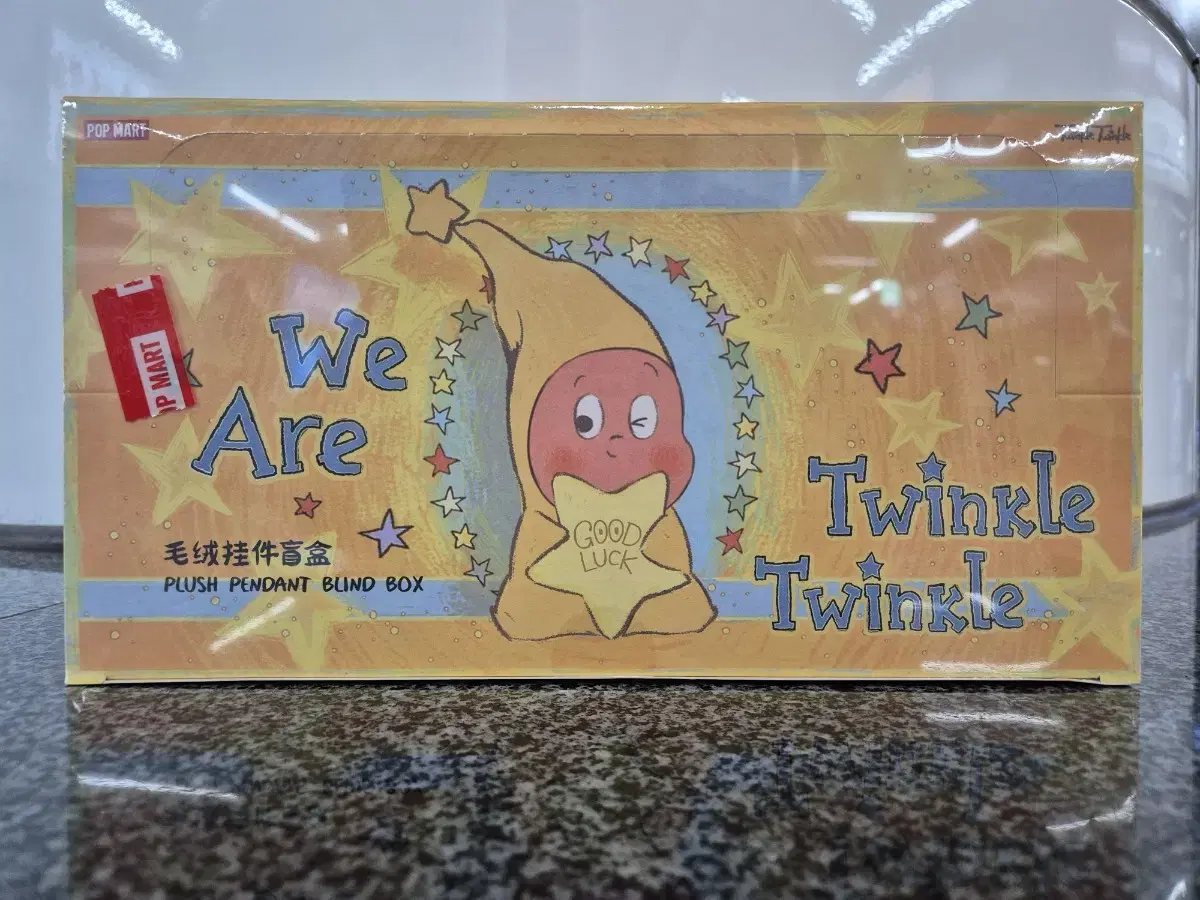 POP MART
Twinkle Twinkle
POP MART
We
Are
毛绒挂件盲盒
PLUSH PENDANT BLIND BOX
GOOD
LUCK
Twinkle
Twinkle